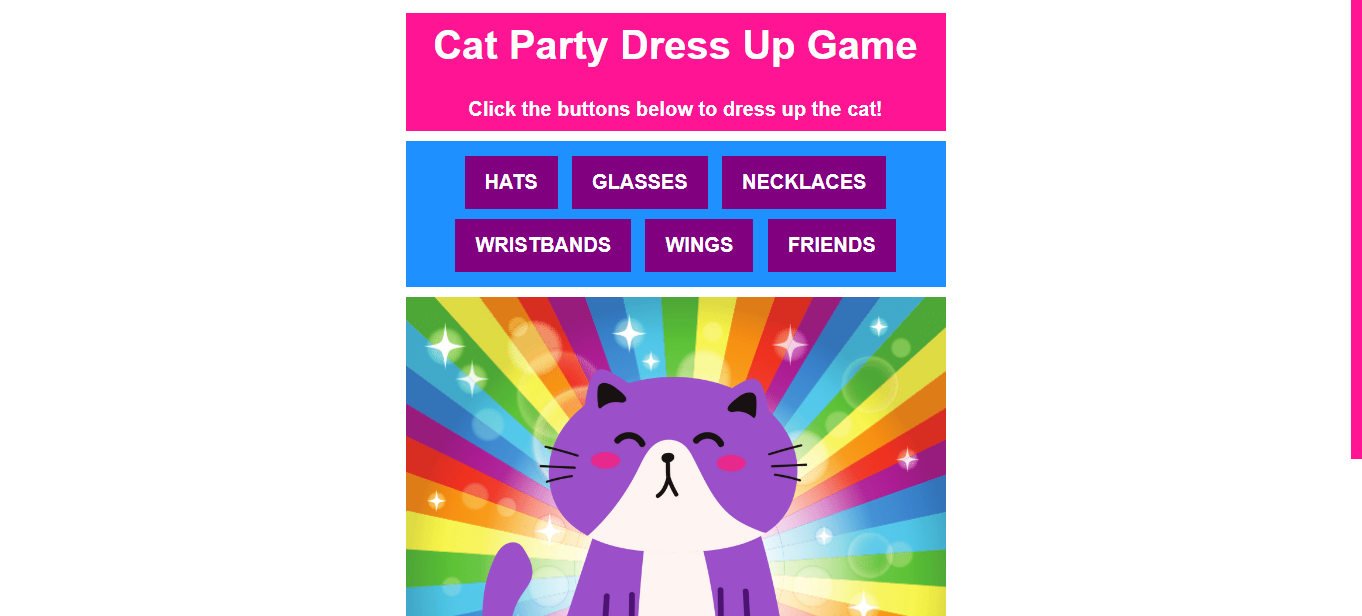 Cat Party Dress Up Game
Click the buttons below to dress up the cat!
HATS GLASSES NECKLACES
WRISTBANDS WINGS FRIENDS